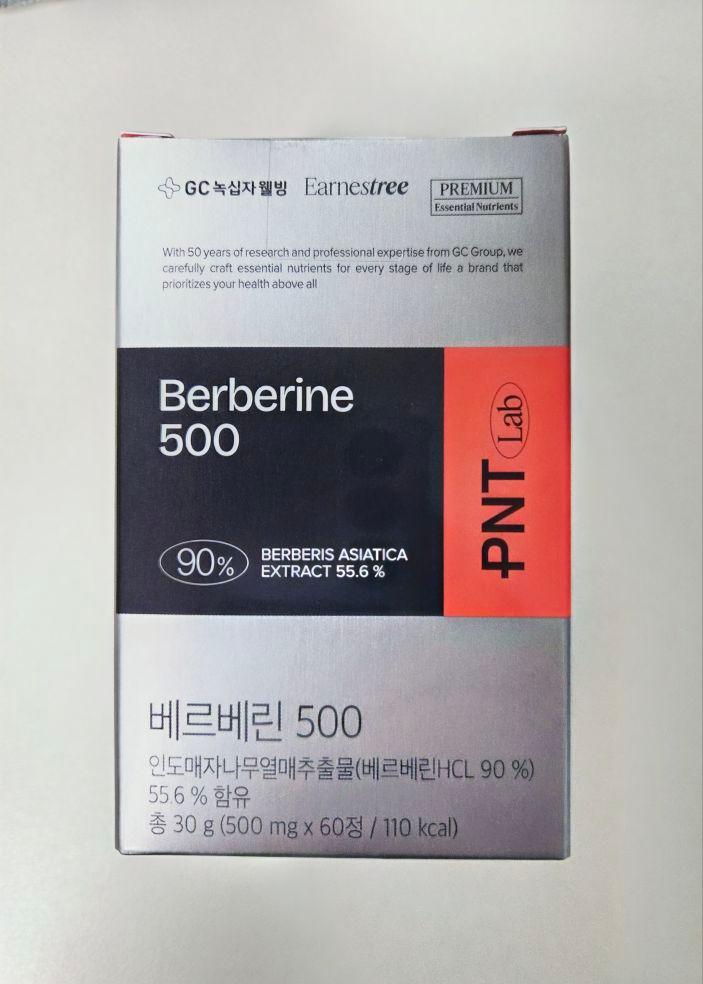 GC녹십자웰빙 Earnestree PREMIUM
Essential Nutrients
With 50 years of research and professional expertise from GC Group, we
carefully craft essential nutrients for every stage of life a brand that
prioritizes your health above all
Berberine
500
PNT Lab
90% BERBERIS ASIATICA
EXTRACT 55.6 %
베르베린 500
인도매자나무열매추출물(베르베린HCL 90 %)
55.6 % 함유
총 30 g (500 mg x 60정 / 110 kcal)